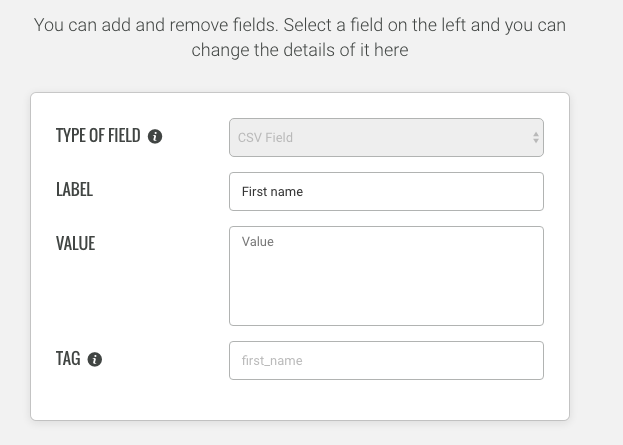 You can add and remove fields. Select a field on the left and you can
change the details of it here
TYPE OF FIELD i
CSV Field
LABEL
First name
VALUE
Value
TAG i
first_name